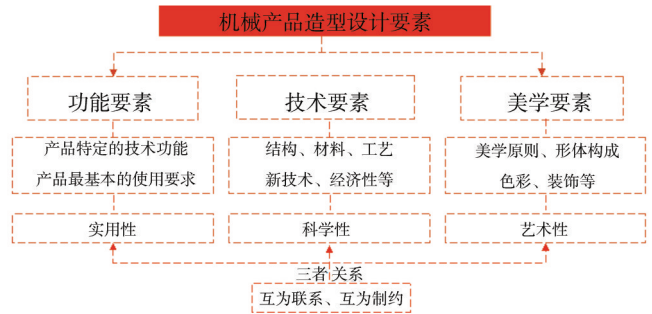 机械产品造型设计要素
功能要素
技术要素
美学要素
产品特定的技术功能
产品最基本的使用要求
结构、材料、工艺
新技术、经济性等
美学原则、形体构成
色彩、装饰等
实用性
科学性
艺术性
三者关系
互为联系、互为制约